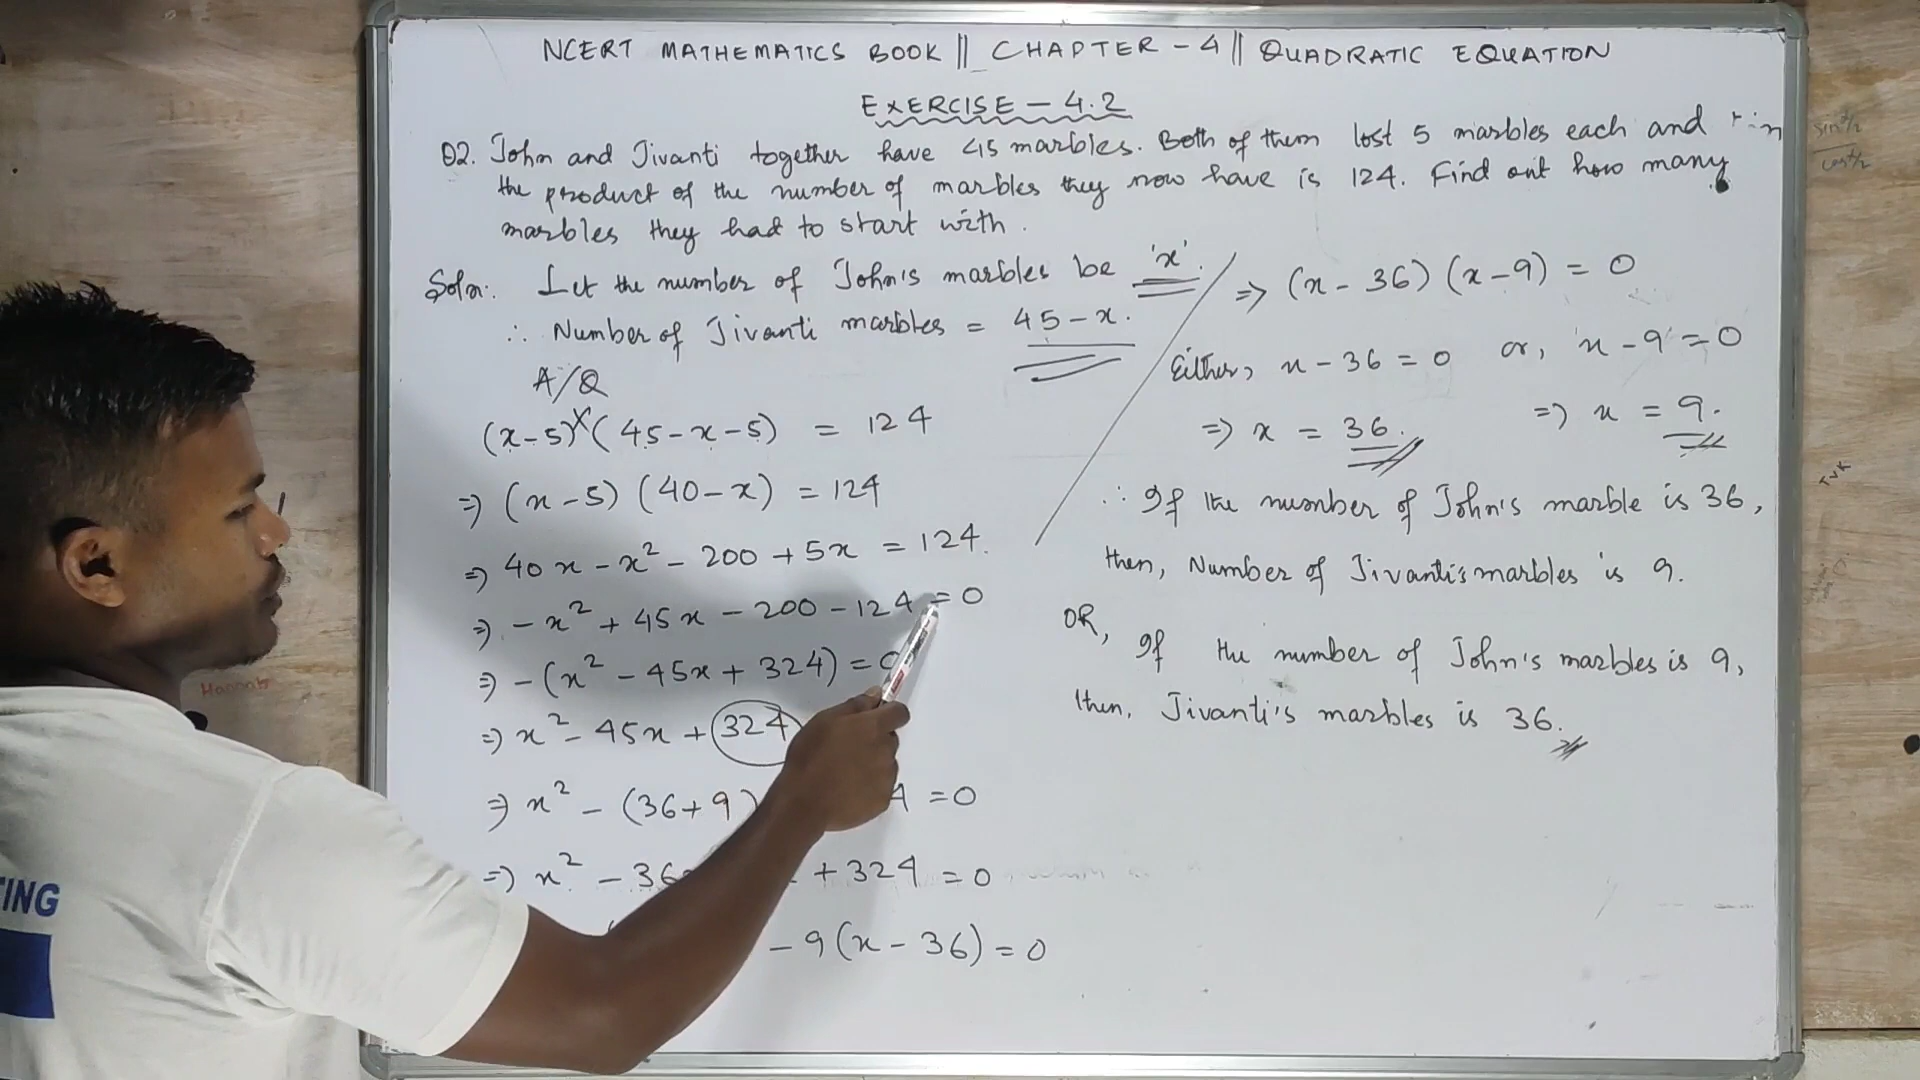 NCERT MATHEMATICS BOOK || CHAPTER - 4 || QUADRATIC EQUATION
EXERCISE - 4.2
Q2. John and Jivanti together have 45 marbles. Both of them lost 5 marbles each and
the product of the number of marbles they now have is 124. Find out how many
marbles they had to start with.
Soln:. Let the number of John's marbles be 'x'.
∴ Number of Jivanti marbles = 45 - x.
A/Q
(x-5)×(45-x-5) = 124
⇒ (x-5) (40-x) = 124
⇒ 40x - x² - 200 + 5x = 124.
⇒ - x² + 45x - 200 - 124 = 0
⇒ - (x² - 45x + 324) = 0
⇒ x² - 45x + 324
⇒ x² - (36+9) 4 = 0
⇒ x² - 36 + 324 = 0
- 9(x - 36) = 0
⇒ (x - 36) (x - 9) = 0
Either, x - 36 = 0 or, x - 9 = 0
⇒ x = 36. ⇒ x = 9.
∴ If the number of John's marble is 36,
then, Number of Jivanti's marbles is 9.
OR, If the number of John's marbles is 9,
then, Jivanti's marbles is 36.
TING